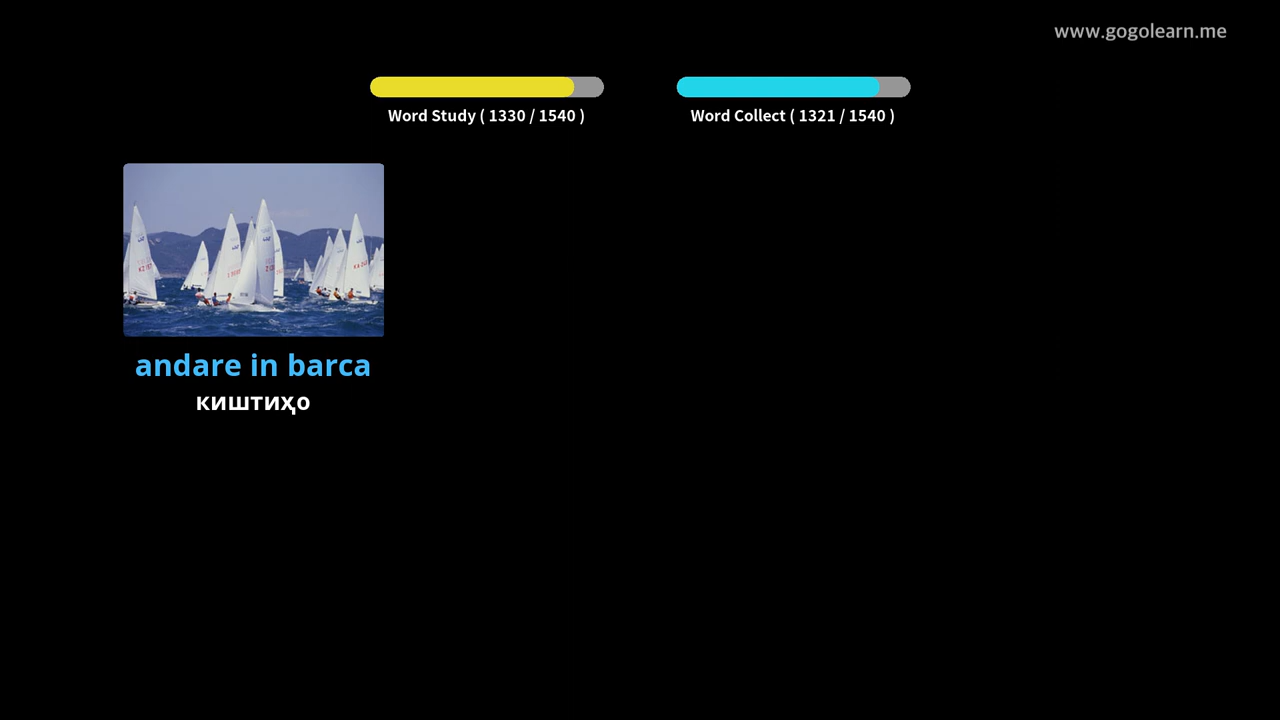 www.gogolearn.me
Word Study ( 1330 / 1540 )
Word Collect ( 1321 / 1540 )
andare in barca
киштиҳо